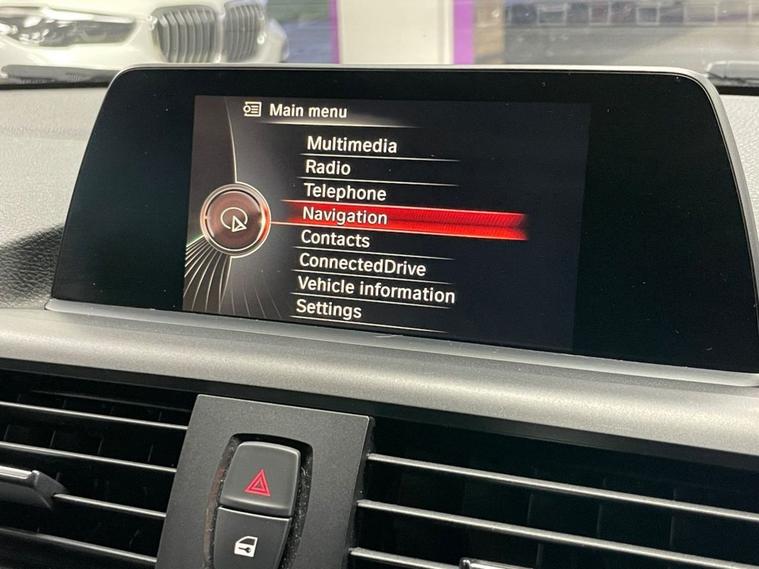 Main menu
Multimedia
Radio
Telephone
Navigation
Contacts
ConnectedDrive
Vehicle information
Settings